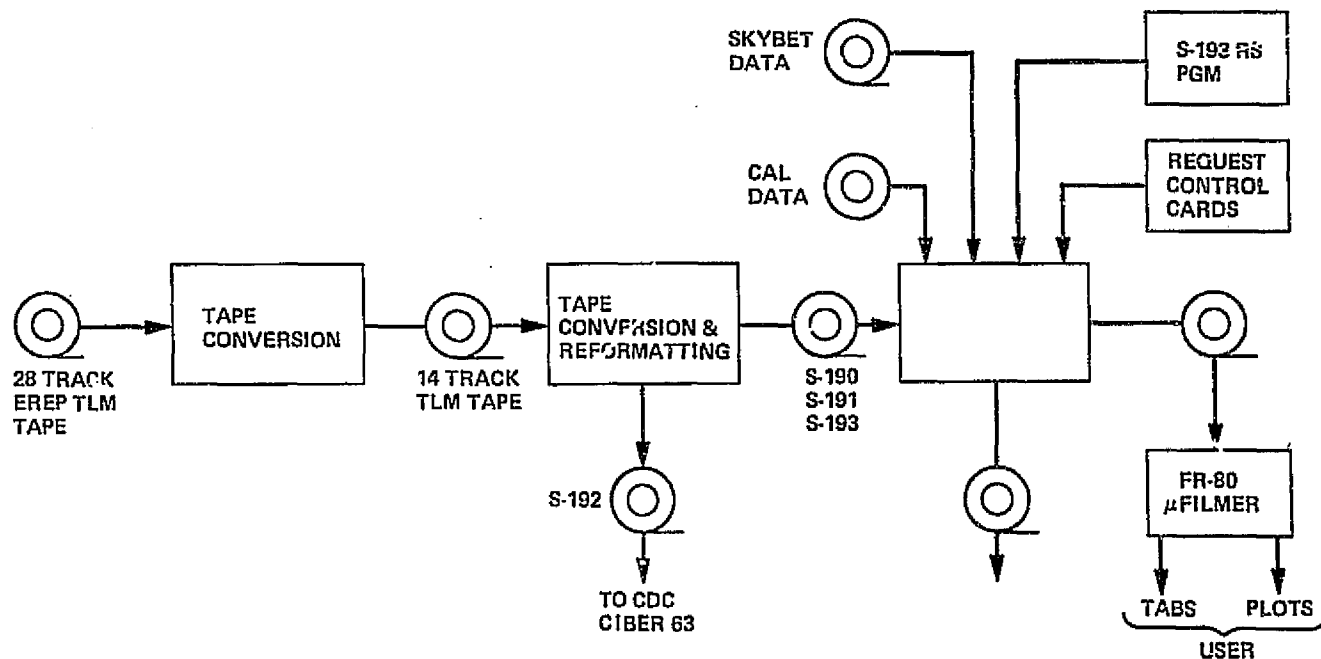 SKYBET
DATA
S-193 RS
PGM
CAL
DATA
REQUEST
CONTROL
CARDS
TAPE
CONVERSION
TAPE
CONVERSION &
REFORMATTING
28 TRACK
EREP TLM
TAPE
14 TRACK
TLM TAPE
S-190
S-191
S-193
S-192
FR-80
μFILMER
TO CDC
CIBER 63
TABS
PLOTS
USER